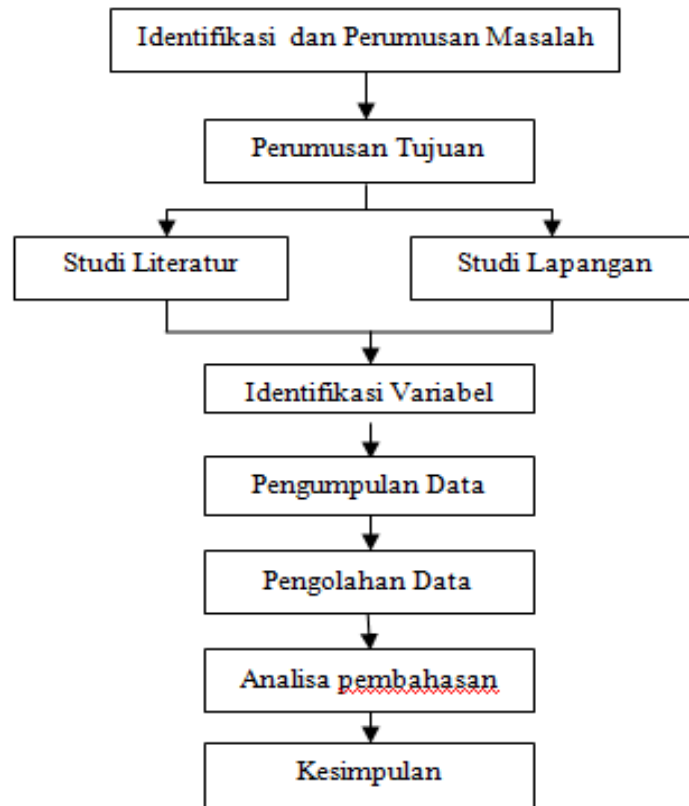 Identifikasi dan Perumusan Masalah
Perumusan Tujuan
Studi Literatur
Studi Lapangan
Identifikasi Variabel
Pengumpulan Data
Pengolahan Data
Analisa pembahasan
Kesimpulan